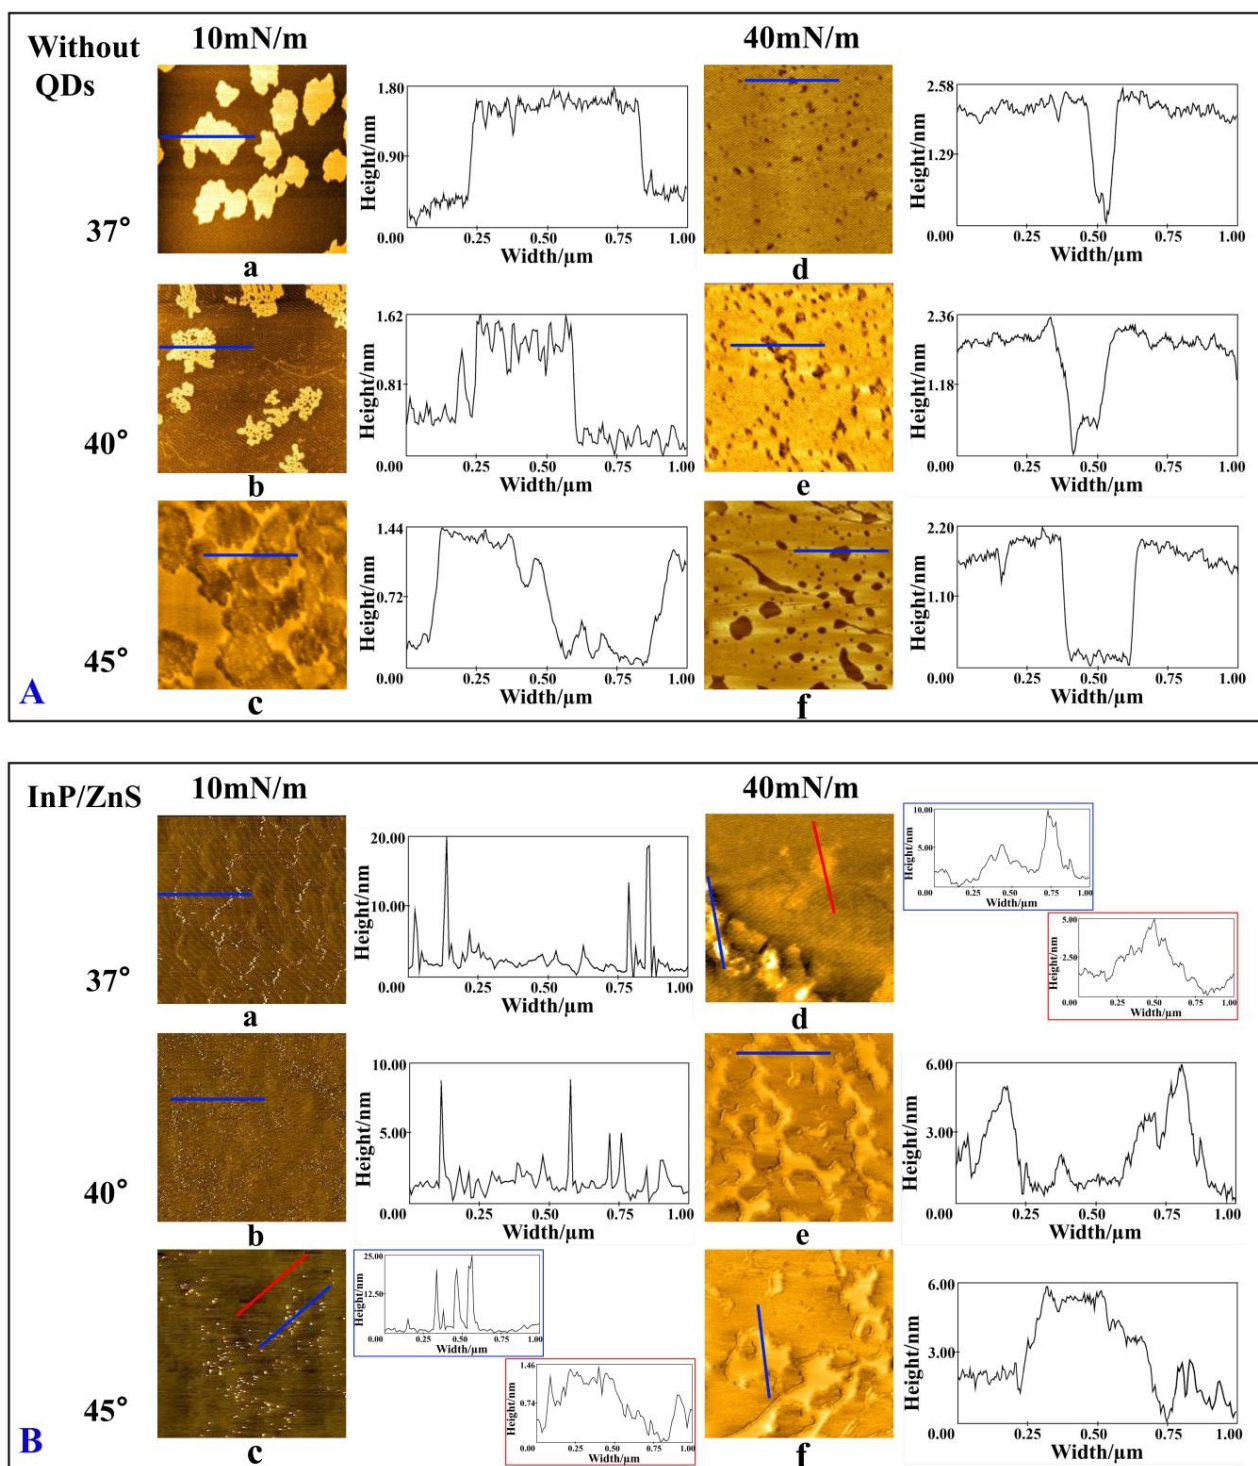 Without QDs
10mN/m
40mN/m
37°
Height/nm
1.80
0.90
0.00
0.25
0.50
0.75
1.00
Width/μm
a
Height/nm
2.58
1.29
0.00
0.25
0.50
0.75
1.00
Width/μm
d
40°
Height/nm
1.62
0.81
0.00
0.25
0.50
0.75
1.00
Width/μm
b
Height/nm
2.36
1.18
0.00
0.25
0.50
0.75
1.00
Width/μm
e
45°
Height/nm
1.44
0.72
0.00
0.25
0.50
0.75
1.00
Width/μm
c
Height/nm
2.20
1.10
0.00
0.25
0.50
0.75
1.00
Width/μm
f
A
InP/ZnS
10mN/m
40mN/m
37°
Height/nm
20.00
10.00
0.00
0.25
0.50
0.75
1.00
Width/μm
a
Height/nm
10.00
5.00
0.00
0.25
0.50
0.75
1.00
Width/μm
Height/nm
5.00
2.50
0.00
0.25
0.50
0.75
1.00
Width/μm
d
40°
Height/nm
10.00
5.00
0.00
0.25
0.50
0.75
1.00
Width/μm
b
Height/nm
6.00
3.00
0.00
0.25
0.50
0.75
1.00
Width/μm
e
45°
Height/nm
25.00
12.50
0.00
0.25
0.50
0.75
1.00
Width/μm
Height/nm
1.46
0.74
0.00
0.25
0.50
0.75
1.00
Width/μm
c
Height/nm
6.00
3.00
0.00
0.25
0.50
0.75
1.00
Width/μm
f
B